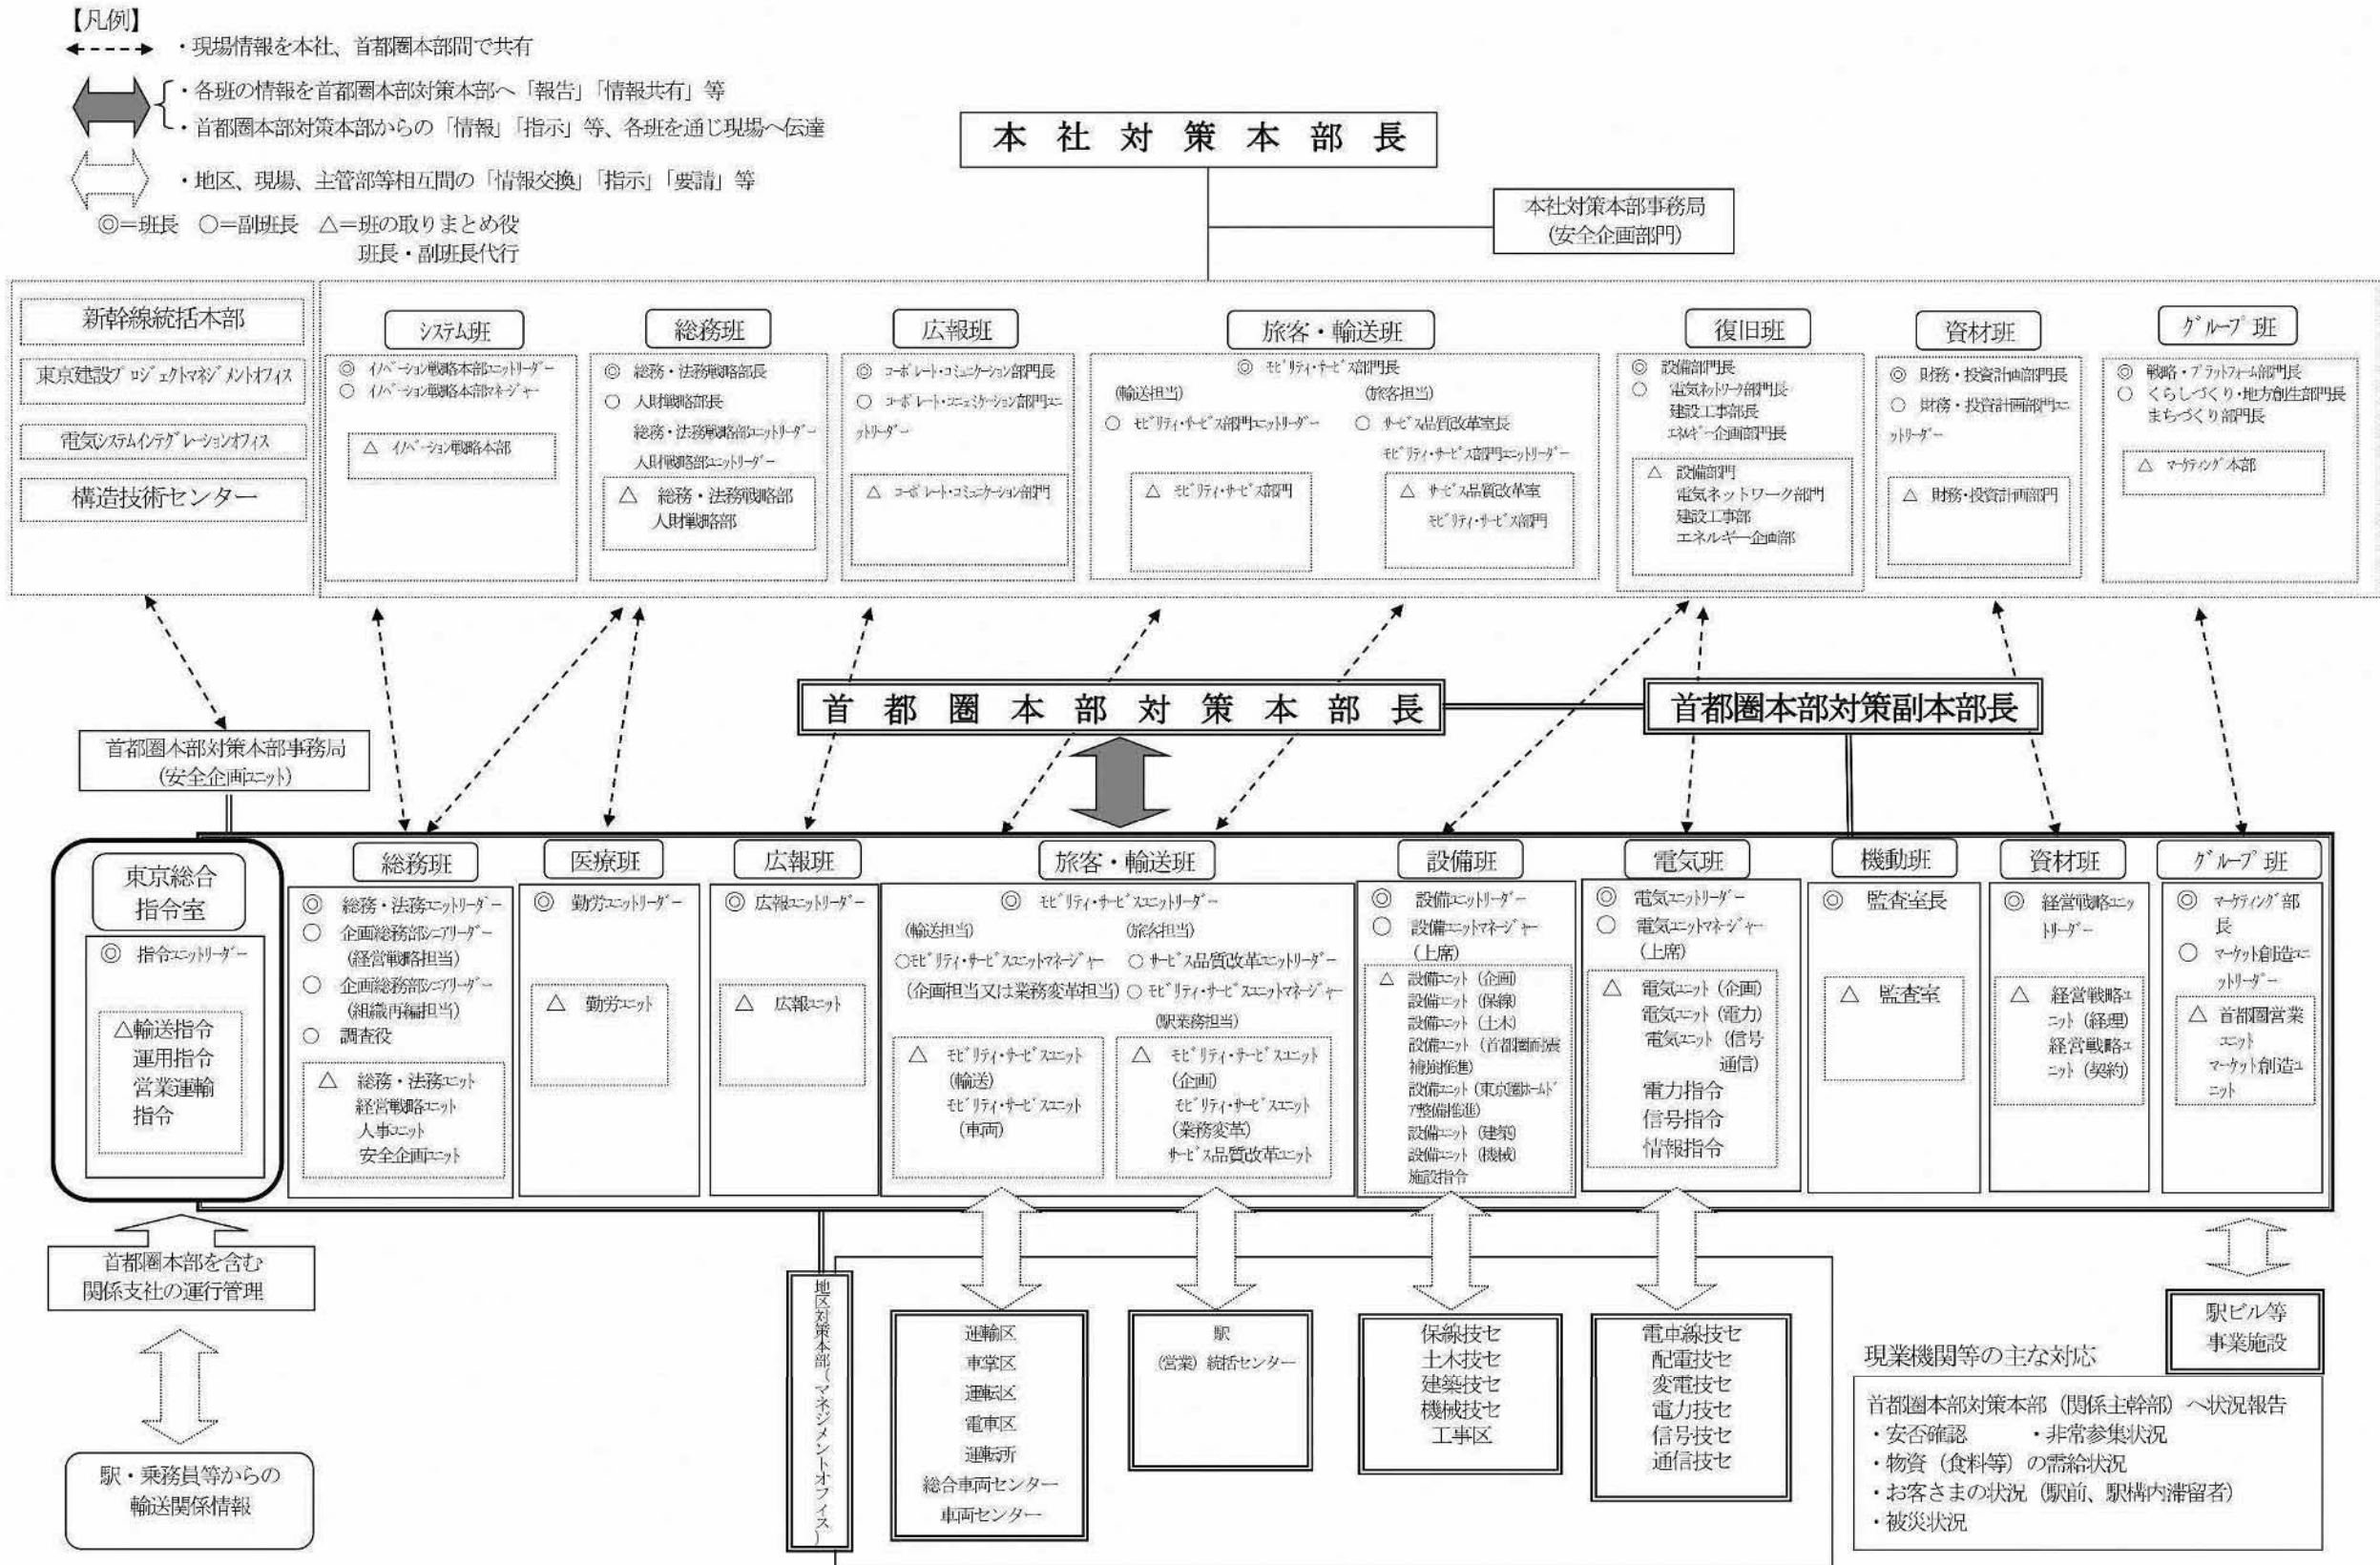 【凡例】
・現場情報を本社、首都圏本部間で共有
・各班の情報を首都圏本部対策本部へ「報告」「情報共有」等
・首都圏本部対策本部からの「情報」「指示」等、各班を通じ現場へ伝達
・地区、現場、主管部等相互間の「情報交換」「指示」「要請」等
◎=班長 ○=副班長 △=班の取りまとめ役
班長・副班長代行
本社対策本部長
本社対策本部事務局
(安全企画部門)
新幹線統括本部
東京建設プロジェクトマネジメントオフィス
電気システムインテグレーションオフィス
構造技術センター
システム班
◎ イノベーション戦略本部ユニットリーダー
○ イノベーション戦略本部マネージャー
△ イノベーション戦略本部
総務班
◎ 総務・法務戦略部長
○ 人財戦略部長
総務・法務戦略部ユニットリーダー
人財戦略部ユニットリーダー
△ 総務・法務戦略部
人財戦略部
広報班
◎ コーポレート・コミュニケーション部門長
○ コーポレート・コミュニケーション部門ユニ
ットリーダー
△ コーポレート・コミュニケーション部門
旅客・輸送班
◎ モビリティ・サービス部門長
(輸送担当)
○ モビリティ・サービス部門ユニットリーダー
△ モビリティ・サービス部門
(旅客担当)
○ サービス品質改革室長
モビリティ・サービス部門ユニットリーダー
△ サービス品質改革室
モビリティ・サービス部門
復旧班
◎ 設備部門長
○ 電気ネットワーク部門長
建設工事部長
エネルギー企画部門長
△ 設備部門
電気ネットワーク部門
建設工事部
エネルギー企画部
資材班
◎ 財務・投資計画部門長
○ 財務・投資計画部門ユニ
ットリーダー
△ 財務・投資計画部門
グループ班
◎ 戦略・プラットフォーム部門長
○ くらしづくり・地方創生部門長
まちづくり部門長
△ マーケティング本部
首都圏本部対策本部長
首都圏本部対策副本部長
首都圏本部対策本部事務局
(安全企画ユニット)
東京総合
指令室
◎ 指令ユニットリーダー
△輸送指令
運用指令
営業運輸
指令
総務班
◎ 総務・法務ユニットリーダー
○ 企画総務部シニアリーダー
(経営戦略担当)
○ 企画総務部シニアリーダー
(組織再編担当)
○ 調査役
△ 総務・法務ユニット
経営戦略ユニット
人事ユニット
安全企画ユニット
医療班
◎ 勤労ユニットリーダー
△ 勤労ユニット
広報班
◎ 広報ユニットリーダー
△ 広報ユニット
旅客・輸送班
◎ モビリティ・サービスユニットリーダー
(輸送担当)
○モビリティ・サービスユニットマネージャー
(企画担当又は業務変革担当)
△ モビリティ・サービスユニット
(輸送)
モビリティ・サービスユニット
(車両)
(旅客担当)
○ サービス品質改革ユニットリーダー
○ モビリティ・サービスユニットマネージャー
(駅業務担当)
△ モビリティ・サービスユニット
(企画)
モビリティ・サービスユニット
(業務変革)
サービス品質改革ユニット
設備班
◎ 設備ユニットリーダー
○ 設備ユニットマネージャー
(上席)
△ 設備ユニット (企画)
設備ユニット (保線)
設備ユニット (土木)
設備ユニット (首都圏耐震
補強推進)
設備ユニット (東京圏ホームド
ア整備推進)
設備ユニット (建築)
設備ユニット (機械)
施設指令
電気班
◎ 電気ユニットリーダー
○ 電気ユニットマネージャー
(上席)
△ 電気ユニット (企画)
電気ユニット (電力)
電気ユニット (信号
通信)
電力指令
信号指令
情報指令
機動班
◎ 監査室長
△ 監査室
資材班
◎ 経営戦略ユニッ
トリーダー
△ 経営戦略ユ
ニット (経理)
経営戦略ユ
ニット (契約)
グループ班
◎ マーケティング部
長
○ マーケット創造ユニ
ットリーダー
△ 首都圏営業
ユニット
マーケット創造ユ
ニット
首都圏本部を含む
関係支社の運行管理
駅・乗務員等からの
輸送関係情報
地区対策本部(マネジメントオフィス)
運輸区
車掌区
運転区
電車区
運転所
総合車両センター
車両センター
駅
(営業) 統括センター
保線技セ
土木技セ
建築技セ
機械技セ
工事区
電車線技セ
配電技セ
変電技セ
電力技セ
信号技セ
通信技セ
駅ビル等
事業施設
現業機関等の主な対応
首都圏本部対策本部 (関係主幹部) へ状況報告
・安否確認 ・非常参集状況
・物資 (食料等) の需給状況
・お客さまの状況 (駅前、駅構内滞留者)
・被災状況